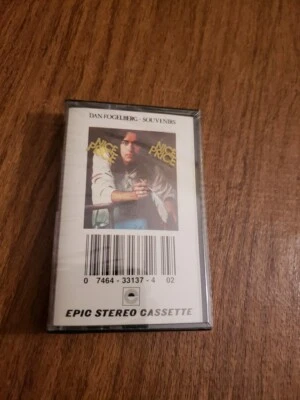 DAN FOGELBERG - SOUVENIRS
NICE PRICE
NICE PRICE
0 7464-33137-4 02
EPIC STEREO CASSETTE